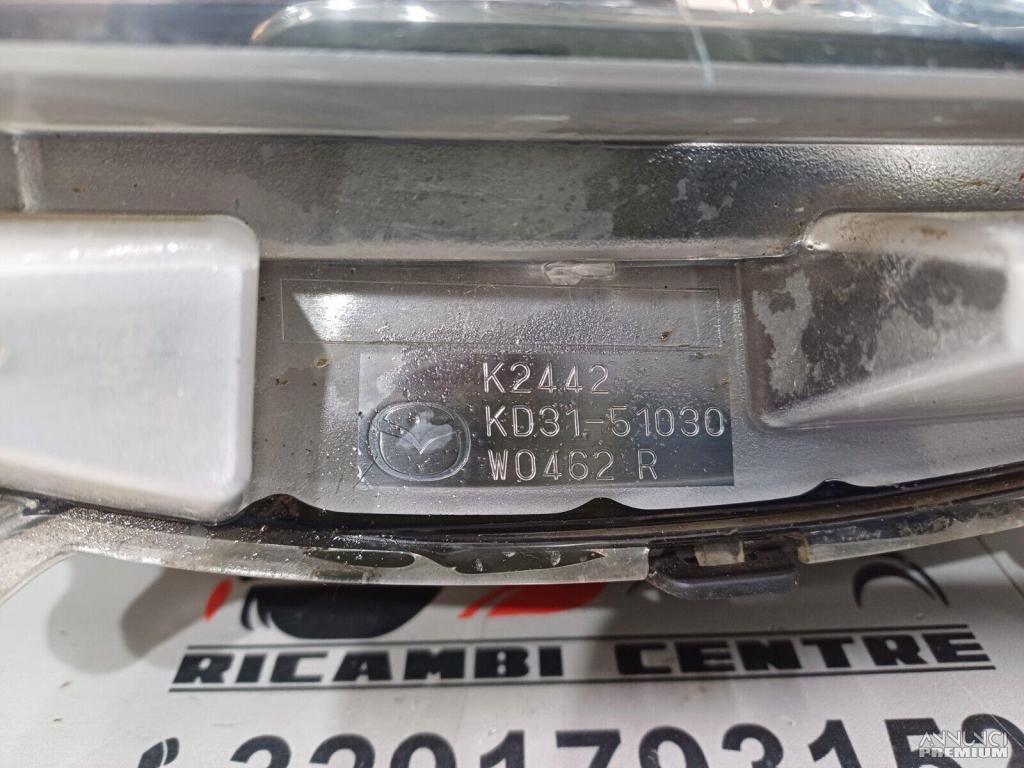 K2442
KD31-51030
W0462 R
RICAMBI CENTRE
ANNUNCI
PREMIUM